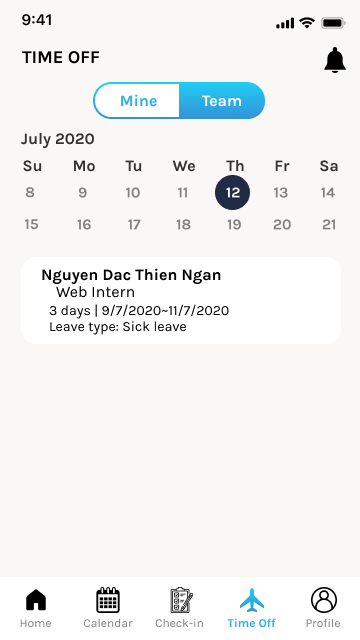 9:41
TIME OFF
Mine Team
July 2020
Su Mo Tu We Th Fr Sa
8 9 10 11 12 13 14
15 16 17 18 19 20 21
Nguyen Dac Thien Ngan
Web Intern
3 days | 9/7/2020~11/7/2020
Leave type: Sick leave
Home Calendar Check-in Time Off Profile